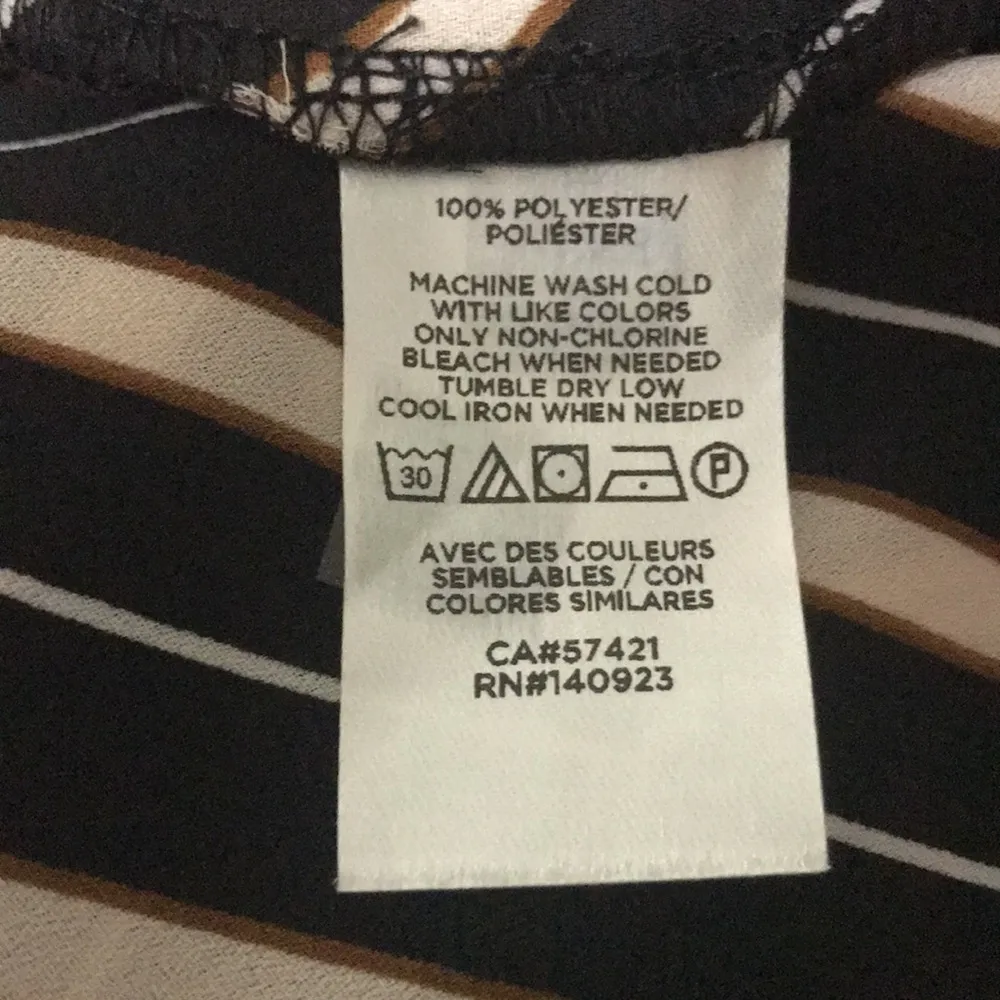 100% POLYESTER/
POLIÉSTER
MACHINE WASH COLD
WITH LIKE COLORS
ONLY NON-CHLORINE
BLEACH WHEN NEEDED
TUMBLE DRY LOW
COOL IRON WHEN NEEDED
30 P
AVEC DES COULEURS
SEMBLABLES / CON
COLORES SIMILARES
CA#57421
RN#140923